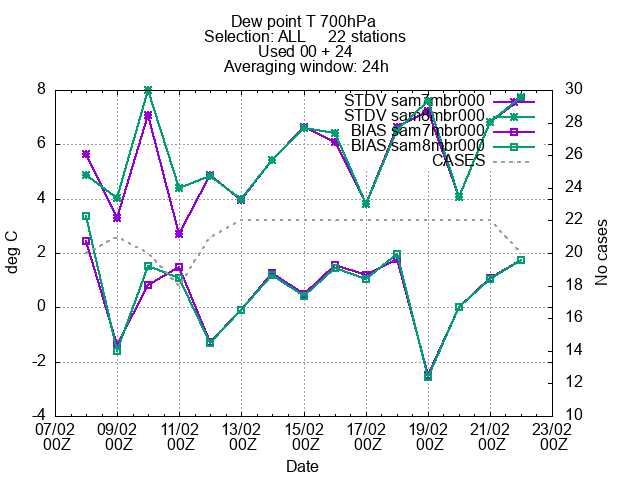 Dew point T 700hPa
Selection: ALL 22 stations
Used 00 + 24
Averaging window: 24h
STDV sam7mbr000
STDV sam8mbr000
BIAS sam7mbr000
BIAS sam8mbr000
CASES
8
6
4
2
0
-2
-4
deg C
30
28
26
24
22
20
18
16
14
12
10
No cases
07/02 09/02 11/02 13/02 15/02 17/02 19/02 21/02 23/02
00Z 00Z 00Z 00Z 00Z 00Z 00Z 00Z 00Z
Date